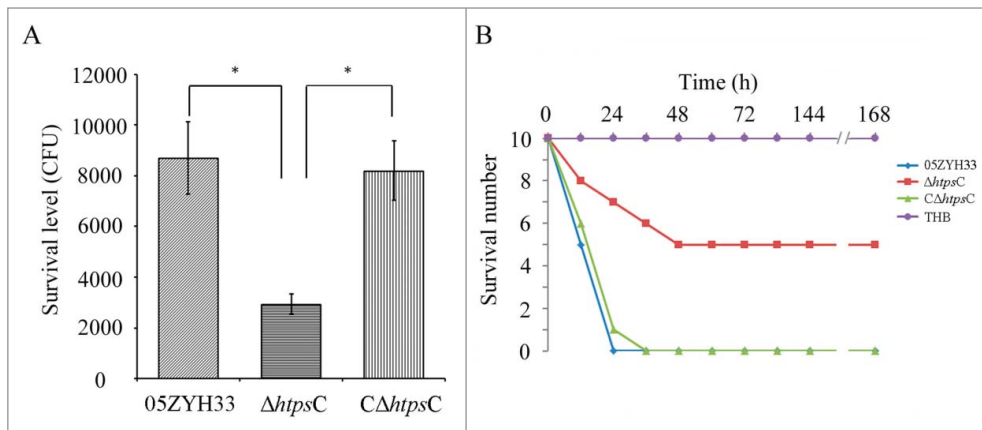 A
Survival level (CFU)
12000
10000
8000
6000
4000
2000
0
*
*
05ZYH33
ΔhtpsC
CΔhtpsC
B
Time (h)
0 24 48 72 144 168
Survival number
10
8
6
4
2
0
05ZYH33
ΔhtpsC
CΔhtpsC
THB